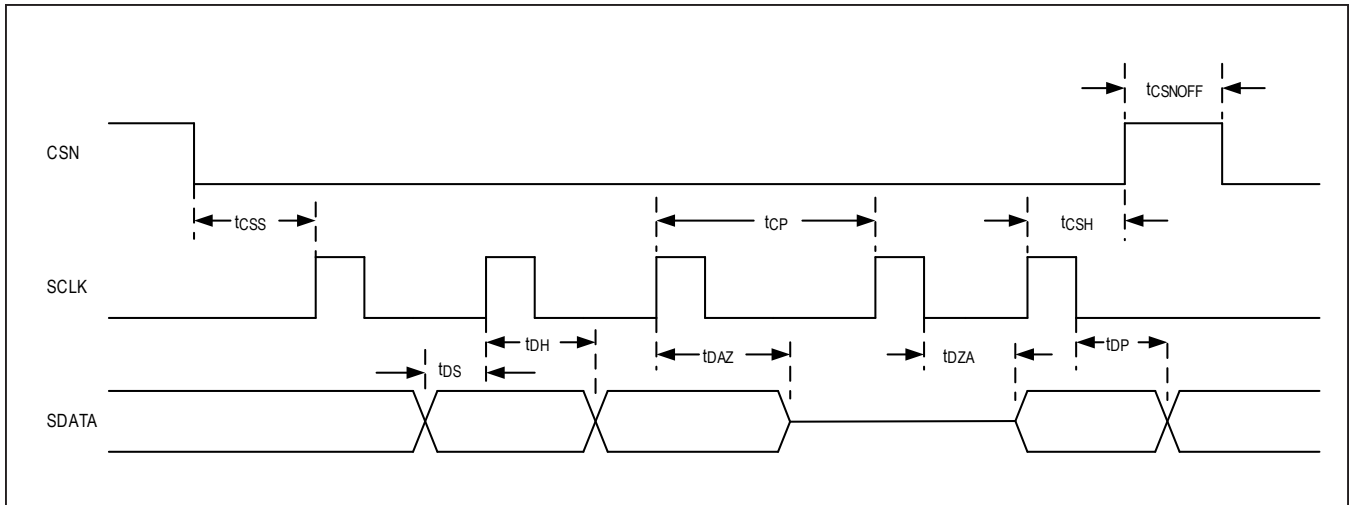 tCSNOFF
CSN
tCSS
tCP
tCSH
SCLK
tDH
tDAZ
tDZA
tDP
tDS
SDATA